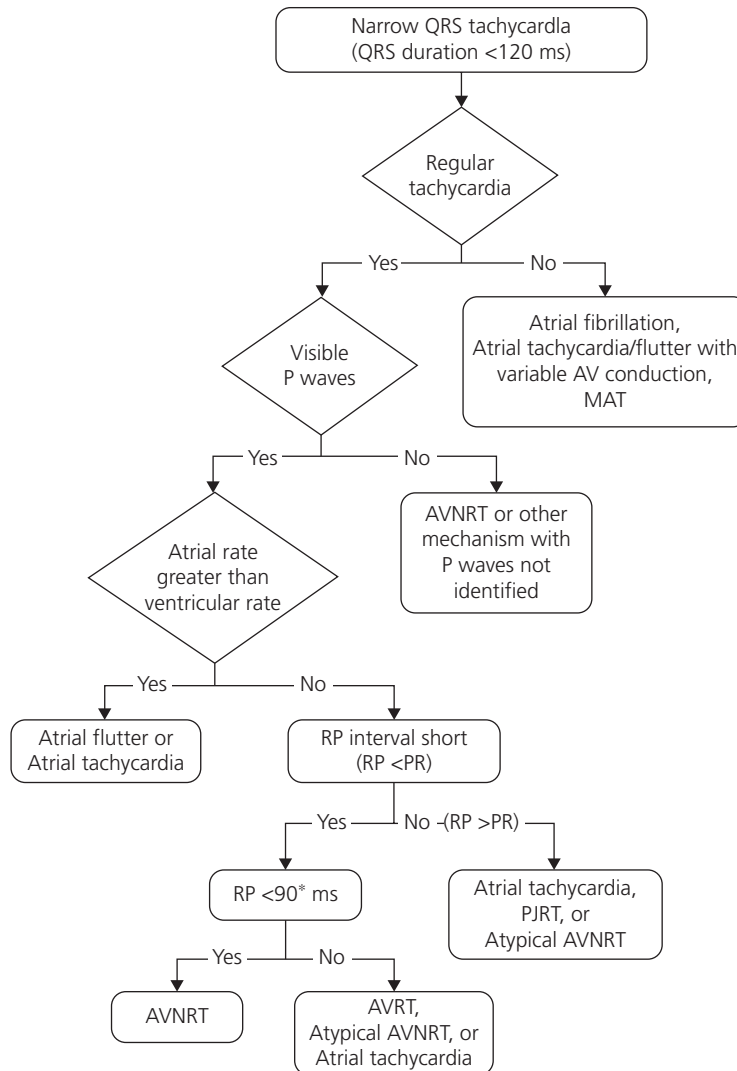 Narrow QRS tachycardla
(QRS duration <120 ms)
Regular
tachycardia
Yes
No
Visible
P waves
Atrial fibrillation,
Atrial tachycardia/flutter with
variable AV conduction,
MAT
Yes
No
Atrial rate
greater than
ventricular rate
AVNRT or other
mechanism with
P waves not
identified
Yes
No
Atrial flutter or
Atrial tachycardia
RP interval short
(RP <PR)
Yes
No (RP >PR)
RP <90* ms
Atrial tachycardia,
PJRT, or
Atypical AVNRT
Yes
No
AVNRT
AVRT,
Atypical AVNRT, or
Atrial tachycardia